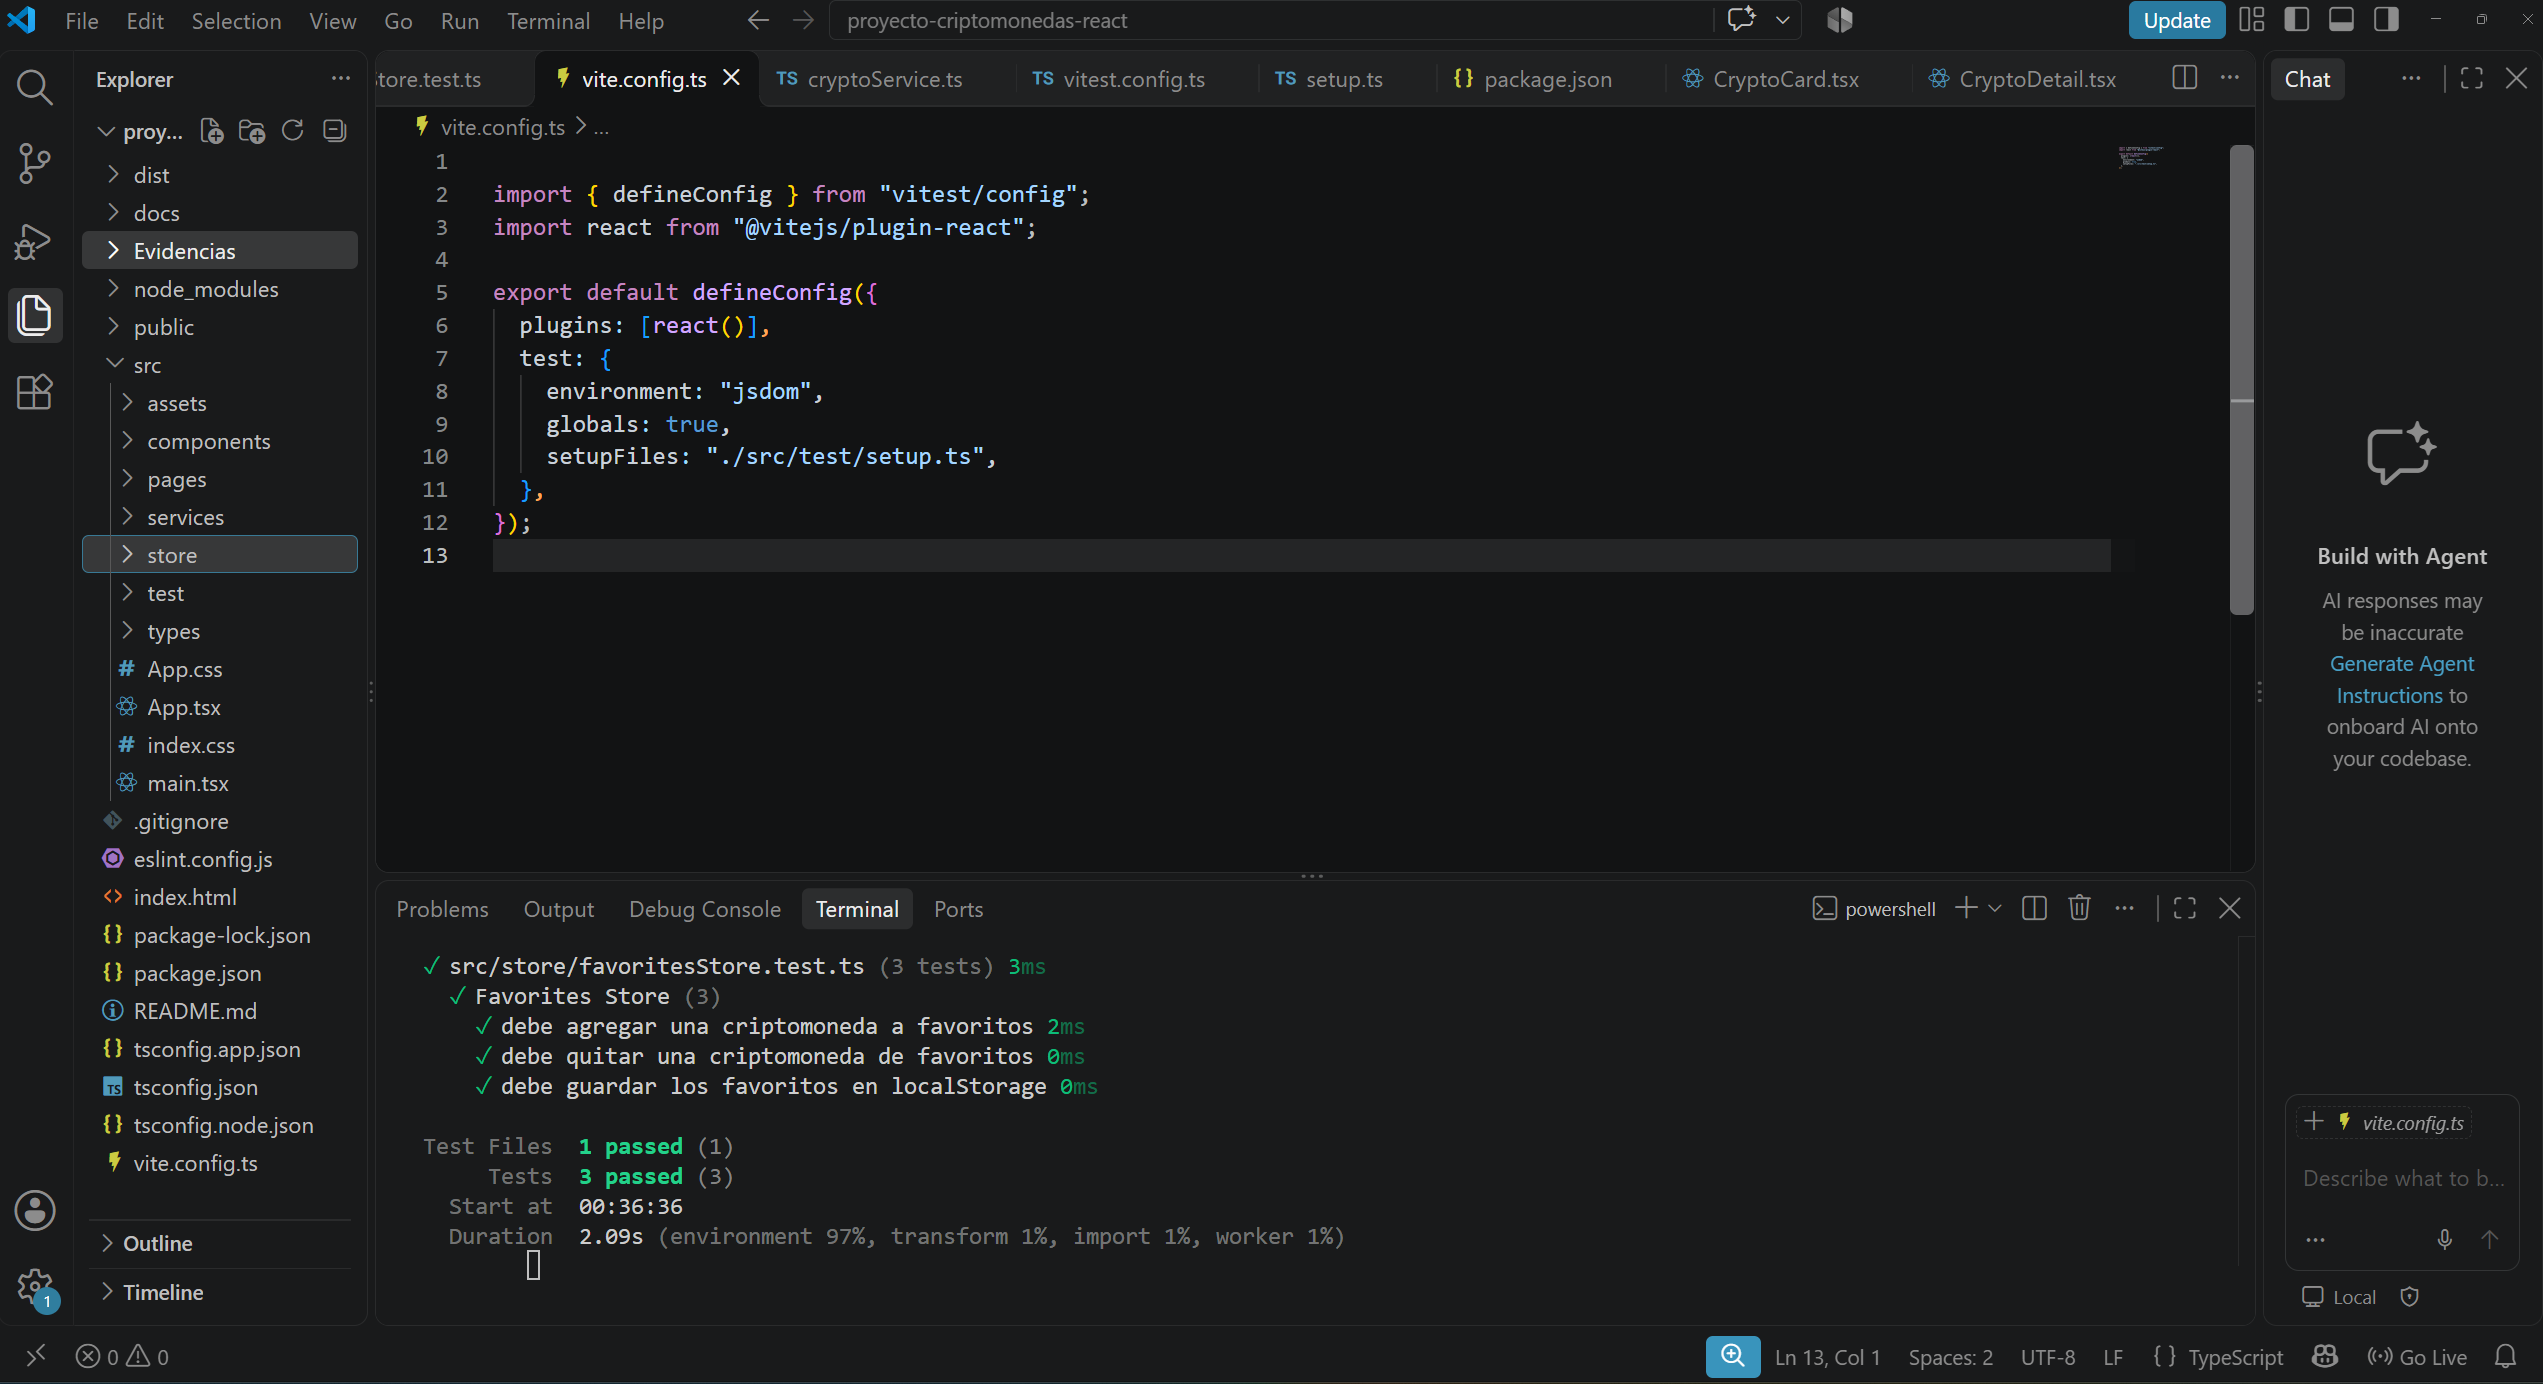 File Edit Selection View Go Run Terminal Help
proyecto-criptomonedas-react
Update
Explorer
proy...
dist
docs
Evidencias
node_modules
public
src
assets
components
pages
services
store
test
types
# App.css
App.tsx
# index.css
main.tsx
.gitignore
eslint.config.js
<> index.html
{} package-lock.json
{} package.json
README.md
{} tsconfig.app.json
TS tsconfig.json
{} tsconfig.node.json
vite.config.ts
Outline
Timeline
1
Store.test.ts vite.config.ts TS cryptoService.ts TS vitest.config.ts TS setup.ts {} package.json CryptoCard.tsx CryptoDetail.tsx
vite.config.ts > ...
1
2 import { defineConfig } from "vitest/config";
3 import react from "@vitejs/plugin-react";
4
5 export default defineConfig({
6 plugins: [react()],
7 test: {
8 environment: "jsdom",
9 globals: true,
10 setupFiles: "./src/test/setup.ts",
11 },
12 });
13
Problems Output Debug Console Terminal Ports
powershell
✓ src/store/favoritesStore.test.ts (3 tests) 3ms
✓ Favorites Store (3)
✓ debe agregar una criptomoneda a favoritos 2ms
✓ debe quitar una criptomoneda de favoritos 0ms
✓ debe guardar los favoritos en localStorage 0ms
Test Files 1 passed (1)
Tests 3 passed (3)
Start at 00:36:36
Duration 2.09s (environment 97%, transform 1%, import 1%, worker 1%)
Chat
Build with Agent
AI responses may
be inaccurate
Generate Agent
Instructions to
onboard AI onto
your codebase.
vite.config.ts
Describe what to b...
Local
0 0
Ln 13, Col 1 Spaces: 2 UTF-8 LF {} TypeScript Go Live